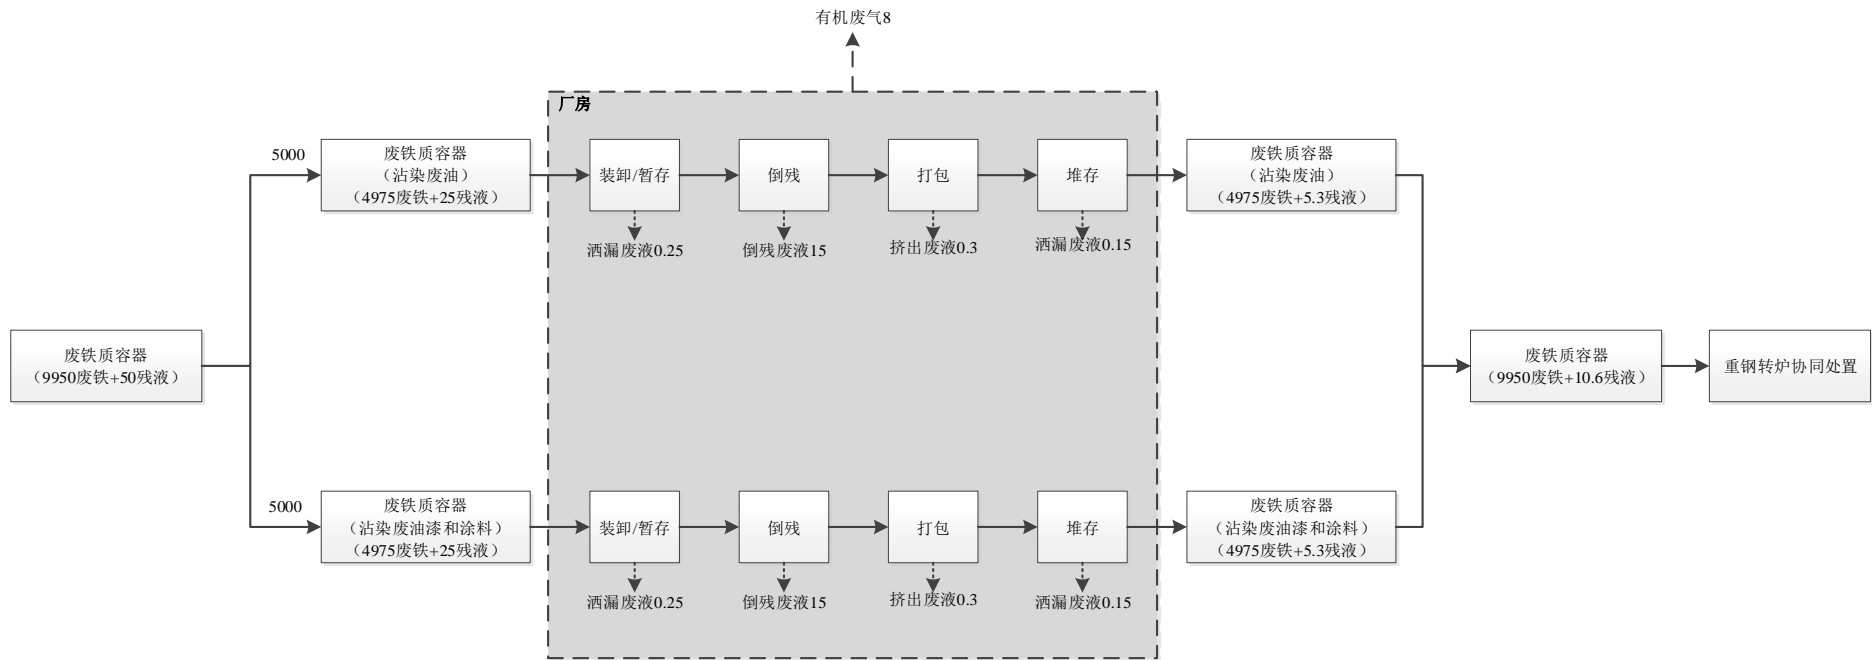 有机废气8
厂房
5000
废铁质容器
（沾染废油）
（4975废铁+25残液）
装卸/暂存
倒残
打包
堆存
废铁质容器
（沾染废油）
（4975废铁+5.3残液）
洒漏废液0.25
倒残废液15
挤出废液0.3
洒漏废液0.15
废铁质容器
（9950废铁+50残液）
废铁质容器
（9950废铁+10.6残液）
重钢转炉协同处置
5000
废铁质容器
（沾染废油漆和涂料）
（4975废铁+25残液）
装卸/暂存
倒残
打包
堆存
废铁质容器
（沾染废油漆和涂料）
（4975废铁+5.3残液）
洒漏废液0.25
倒残废液15
挤出废液0.3
洒漏废液0.15